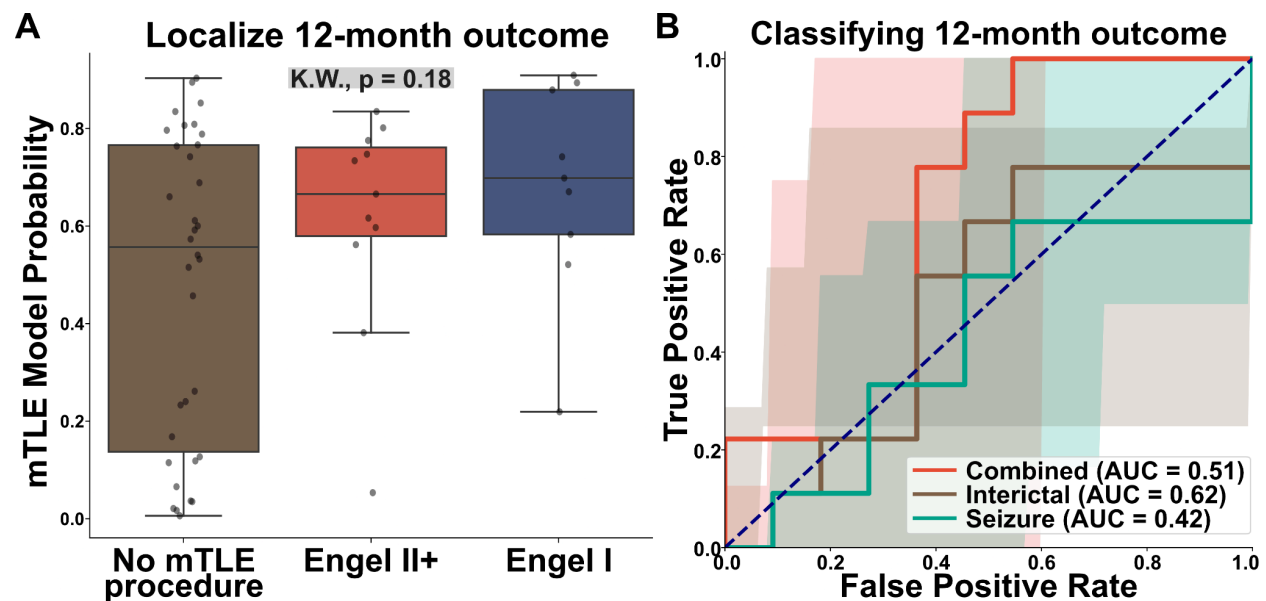 A
Localize 12-month outcome
K.W., p = 0.18
mTLE Model Probability
0.8
0.6
0.4
0.2
0.0
No mTLE
procedure
Engel II+
Engel I
B
Classifying 12-month outcome
True Positive Rate
1.0
0.8
0.6
0.4
0.2
0.0
Combined (AUC = 0.51)
Interictal (AUC = 0.62)
Seizure (AUC = 0.42)
0.0
0.2
0.4
0.6
0.8
1.0
False Positive Rate